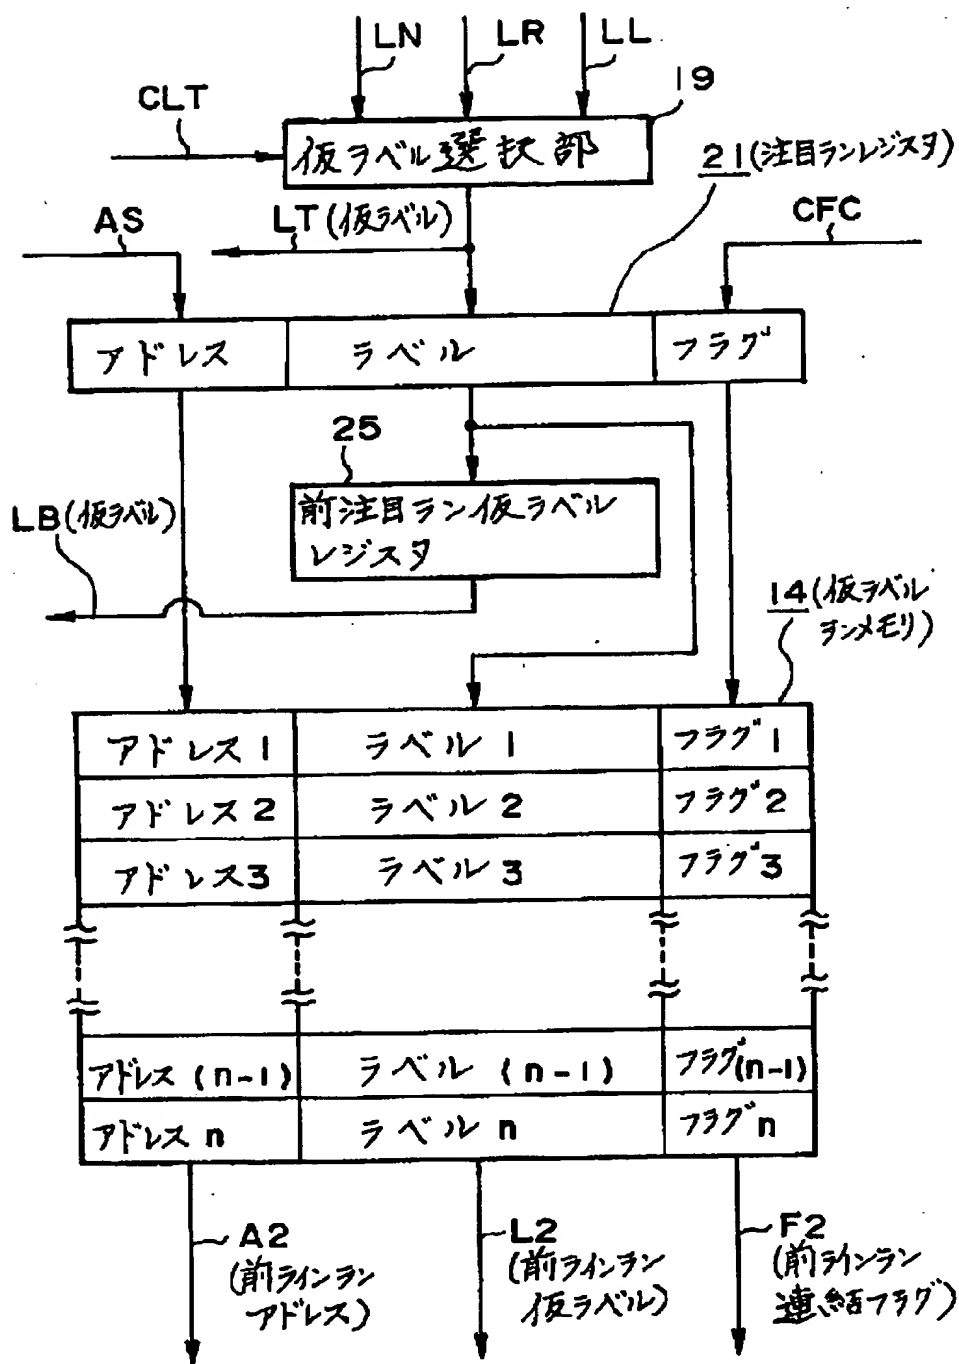 LN
LR
LL
CLT
19
仮ラベル選択部
21(注目ランレジスタ)
AS
LT(仮ラベル)
CFC
アドレス
ラベル
フラグ
25
前注目ラン仮ラベル
レジスタ
LB(仮ラベル)
14(仮ラベル
ランメモリ)
アドレス1
ラベル1
フラグ1
アドレス2
ラベル2
フラグ2
アドレス3
ラベル3
フラグ3
アドレス(n-1)
ラベル(n-1)
フラグ(n-1)
アドレスn
ラベルn
フラグn
A2
(前ラインラン
アドレス)
L2
(前ラインラン
仮ラベル)
F2
(前ラインラン
連結フラグ)